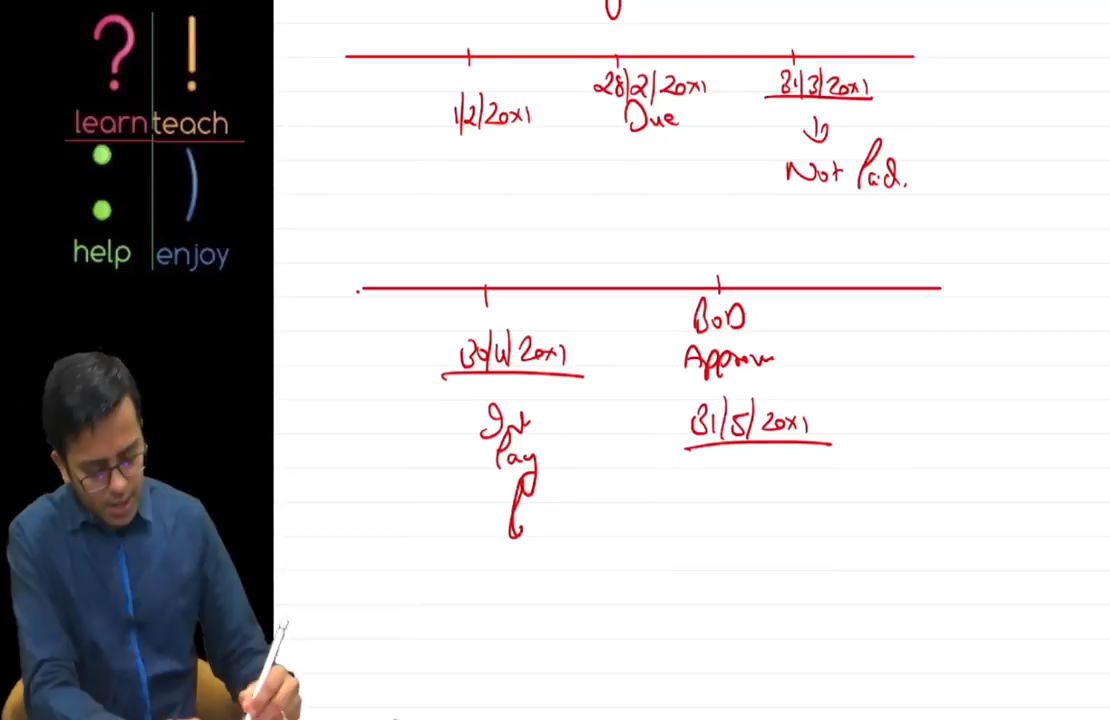 ? !
learn teach
help enjoy
1/2/20x1
28/2/20x1
Due
31/3/20x1
Not Paid.
30/4/20x1
Int
Pay
BOD
Approve
31/5/20x1